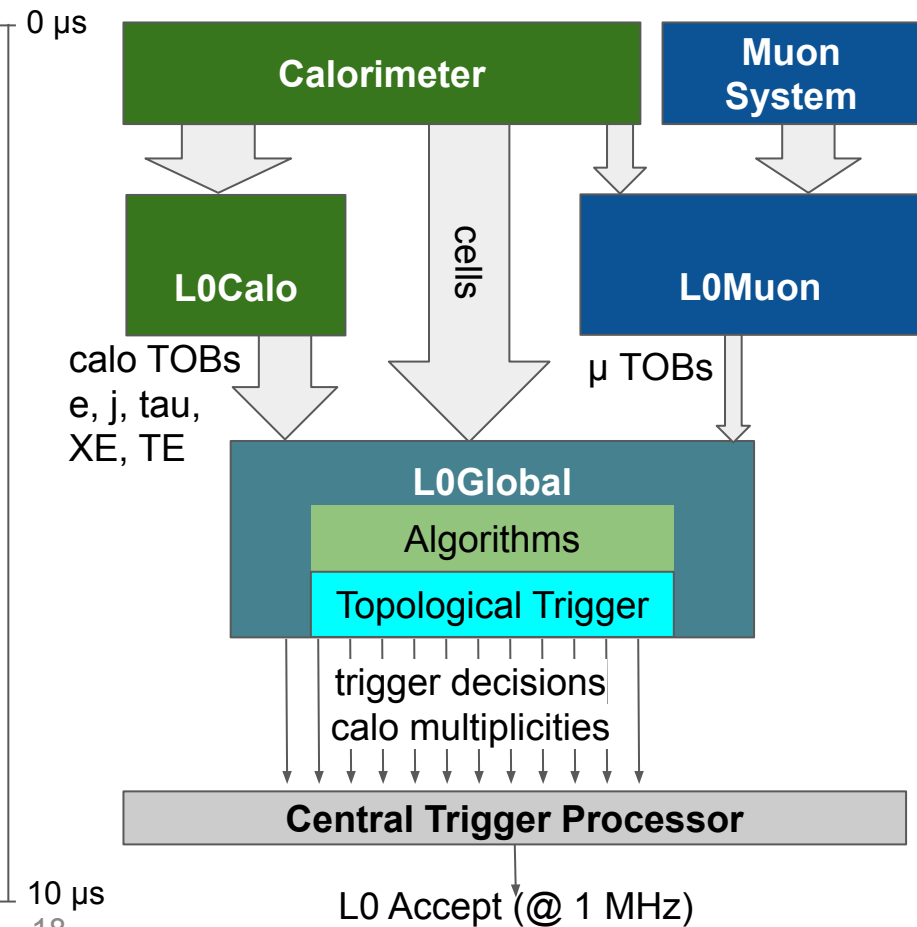 0 µs
Calorimeter
Muon
System
cells
L0Calo
L0Muon
calo TOBs
e, j, tau,
XE, TE
µ TOBs
L0Global
Algorithms
Topological Trigger
trigger decisions
calo multiplicities
Central Trigger Processor
10 µs
L0 Accept (@ 1 MHz)
18